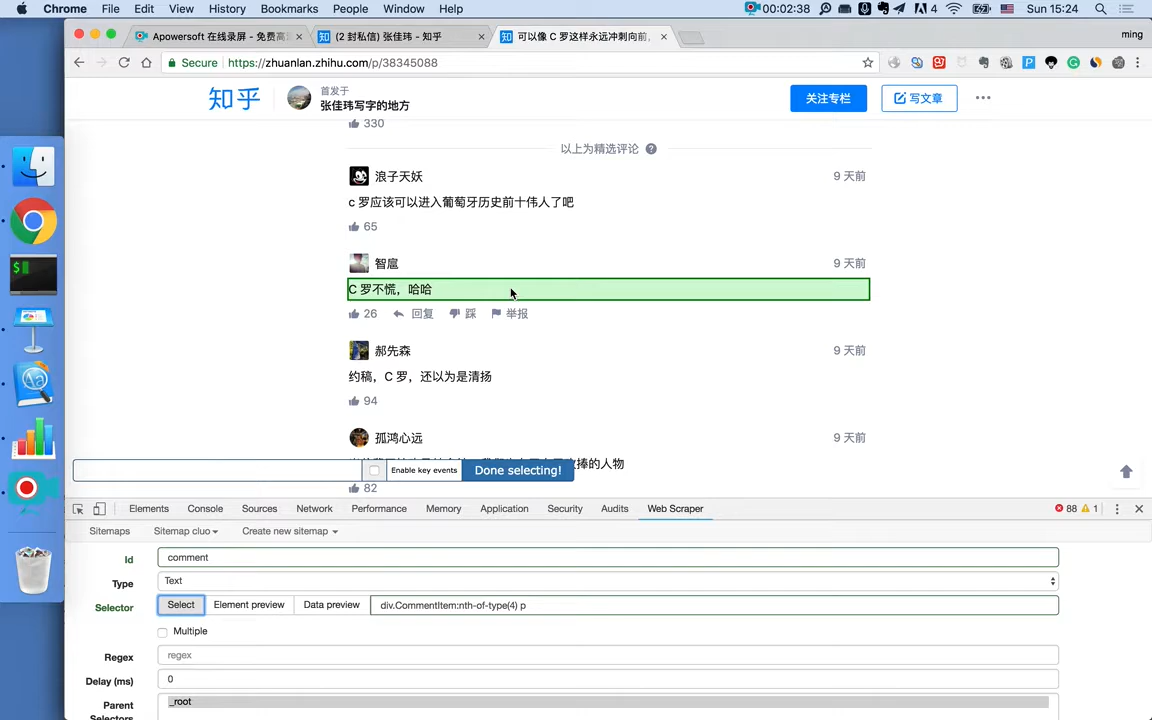 Chrome File Edit View History Bookmarks People Window Help 00:02:38 4 Sun 15:24
Apowersoft 在线录屏 - 免费高 (2 封私信) 张佳玮 - 知乎 可以像 C 罗这样永远冲刺向前, ming
Secure https://zhuanlan.zhihu.com/p/38345088
知乎 首发于
张佳玮写字的地方
关注专栏 写文章
330
以上为精选评论
浪子天妖 9 天前
c 罗应该可以进入葡萄牙历史前十伟人了吧
65
智扈 9 天前
C 罗不慌，哈哈
26 回复 踩 举报
郝先森 9 天前
约稿，C 罗，还以为是清扬
94
孤鸿心远 9 天前
捧的人物
Enable key events Done selecting!
82
Elements Console Sources Network Performance Memory Application Security Audits Web Scraper 88 1
Sitemaps Sitemap cluo Create new sitemap
Id comment
Type Text
Selector Select Element preview Data preview div.CommentItem:nth-of-type(4) p
Multiple
Regex regex
Delay (ms) 0
Parent _root
Selectors